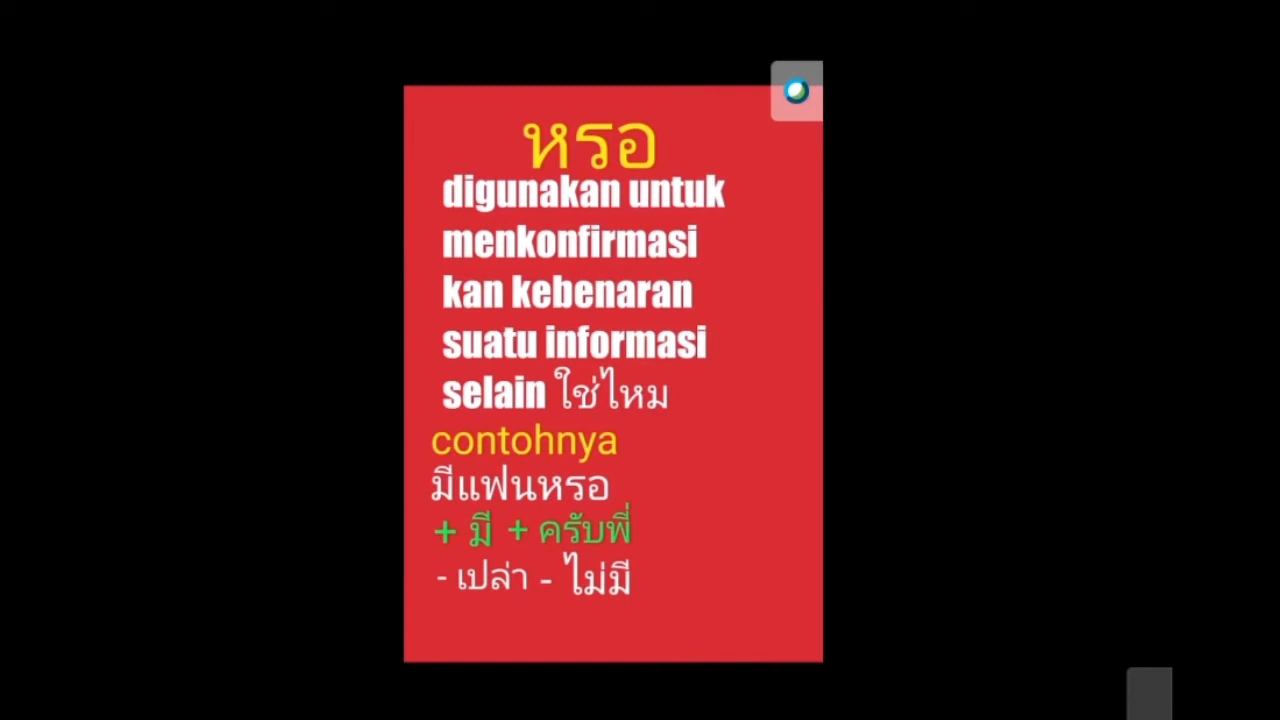 หรอ
digunakan untuk
menkonfirmasi
kan kebenaran
suatu informasi
selain ใช่ไหม
contohnya
มีแฟนหรอ
+ มี + ครับพี่
- เปล่า - ไม่มี